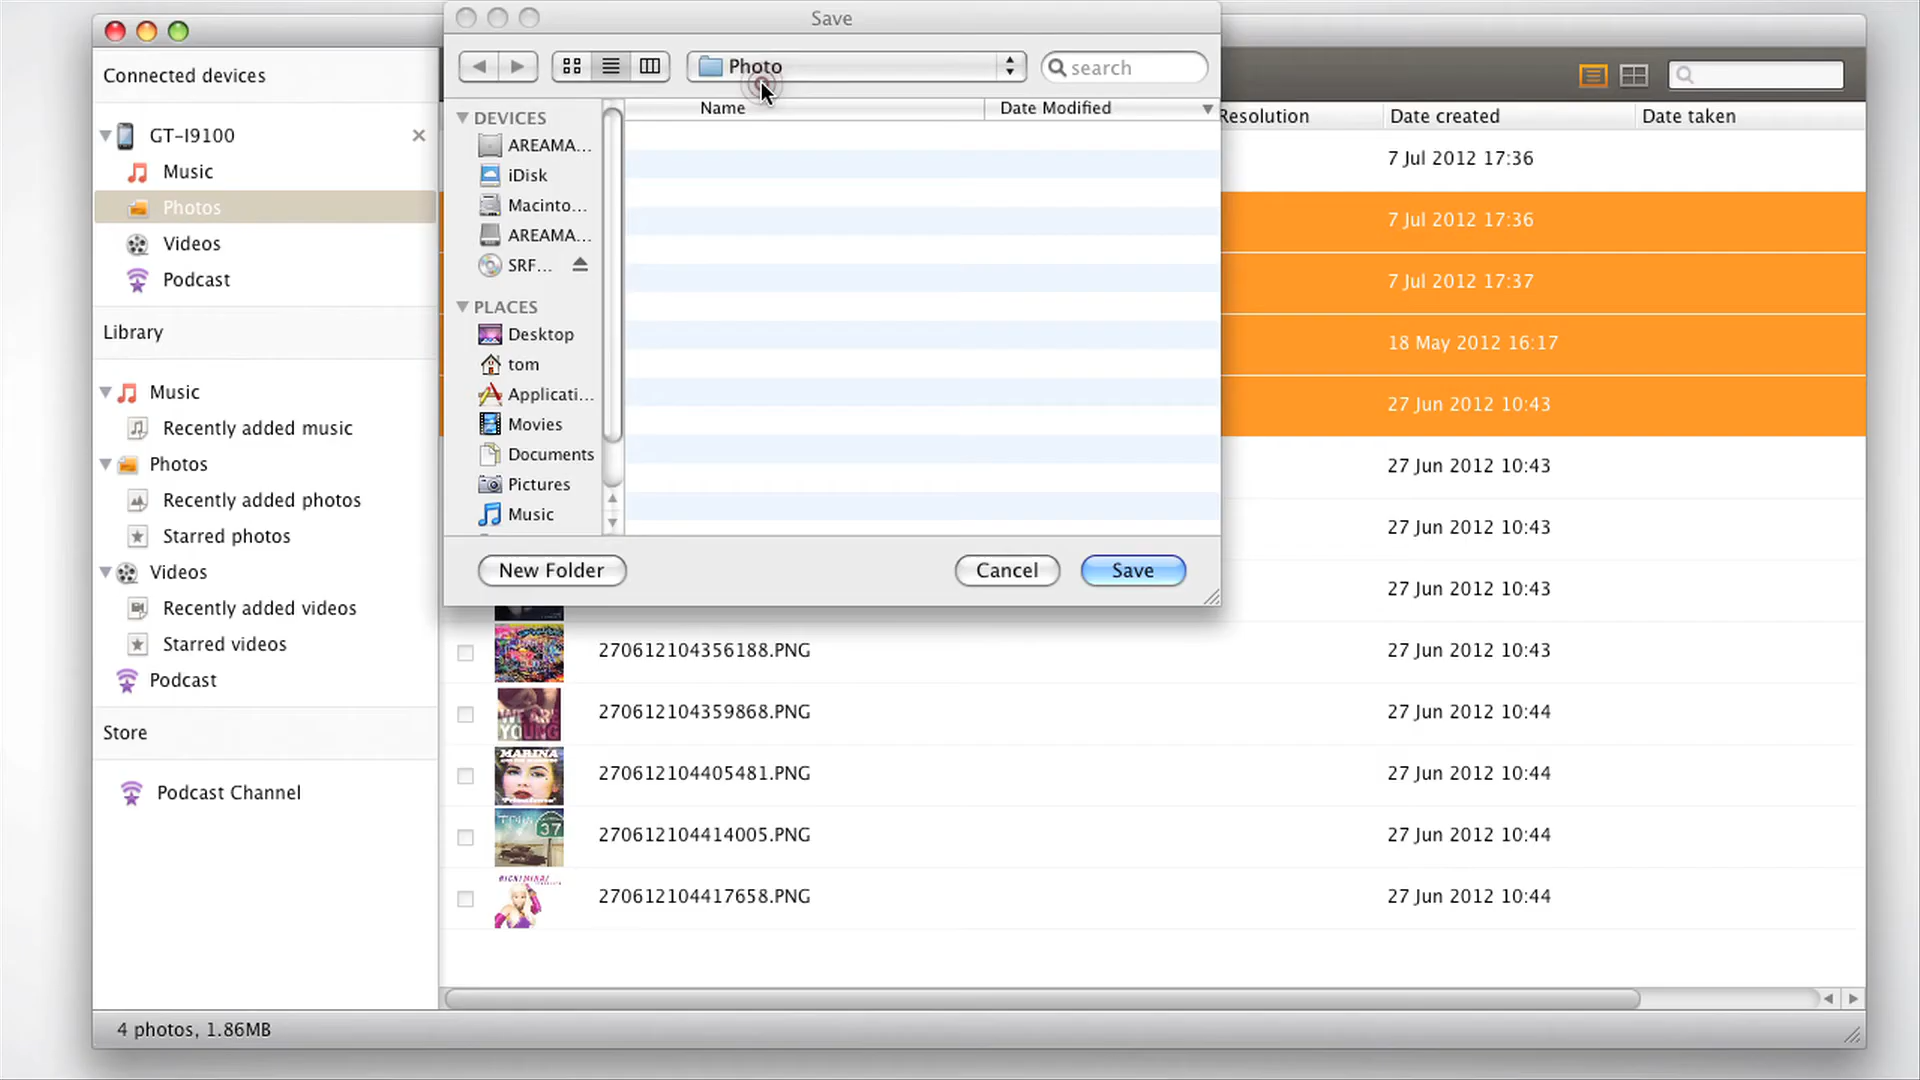 Save
Photo
search
Connected devices
GT-I9100
Music
Photos
Videos
Podcast
Library
Music
Recently added music
Photos
Recently added photos
Starred photos
Videos
Recently added videos
Starred videos
Podcast
Store
Podcast Channel
Name
Date Modified
DEVICES
AREAMA...
iDisk
Macinto...
AREAMA...
SRF...
PLACES
Desktop
tom
Applicati...
Movies
Documents
Pictures
Music
New Folder
Cancel
Save
Resolution
Date created
Date taken
7 Jul 2012 17:36
7 Jul 2012 17:36
7 Jul 2012 17:37
18 May 2012 16:17
27 Jun 2012 10:43
27 Jun 2012 10:43
27 Jun 2012 10:43
27 Jun 2012 10:43
270612104356188.PNG
27 Jun 2012 10:43
WE ARE
YOUNG
270612104359868.PNG
27 Jun 2012 10:44
MARINA
270612104405481.PNG
27 Jun 2012 10:44
37
270612104414005.PNG
27 Jun 2012 10:44
270612104417658.PNG
27 Jun 2012 10:44
4 photos, 1.86MB